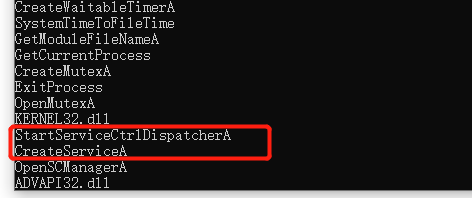 CreateWaitableTimerA
SystemTimeToFileTime
GetModuleFileNameA
GetCurrentProcess
CreateMutexA
ExitProcess
OpenMutexA
KERNEL32.dll
StartServiceCtrlDispatcherA
CreateServiceA
OpenSCManagerA
ADVAPI32.dll